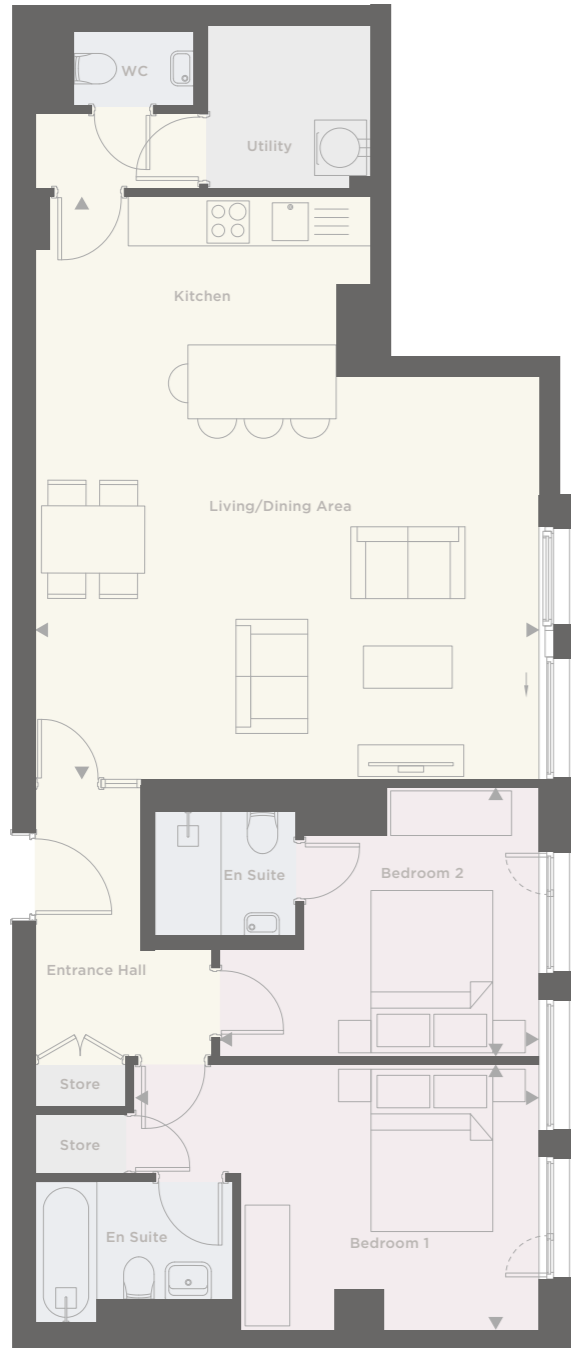 WC
Utility
Kitchen
Living/Dining Area
En Suite
Bedroom 2
Entrance Hall
Store
Store
En Suite
Bedroom 1